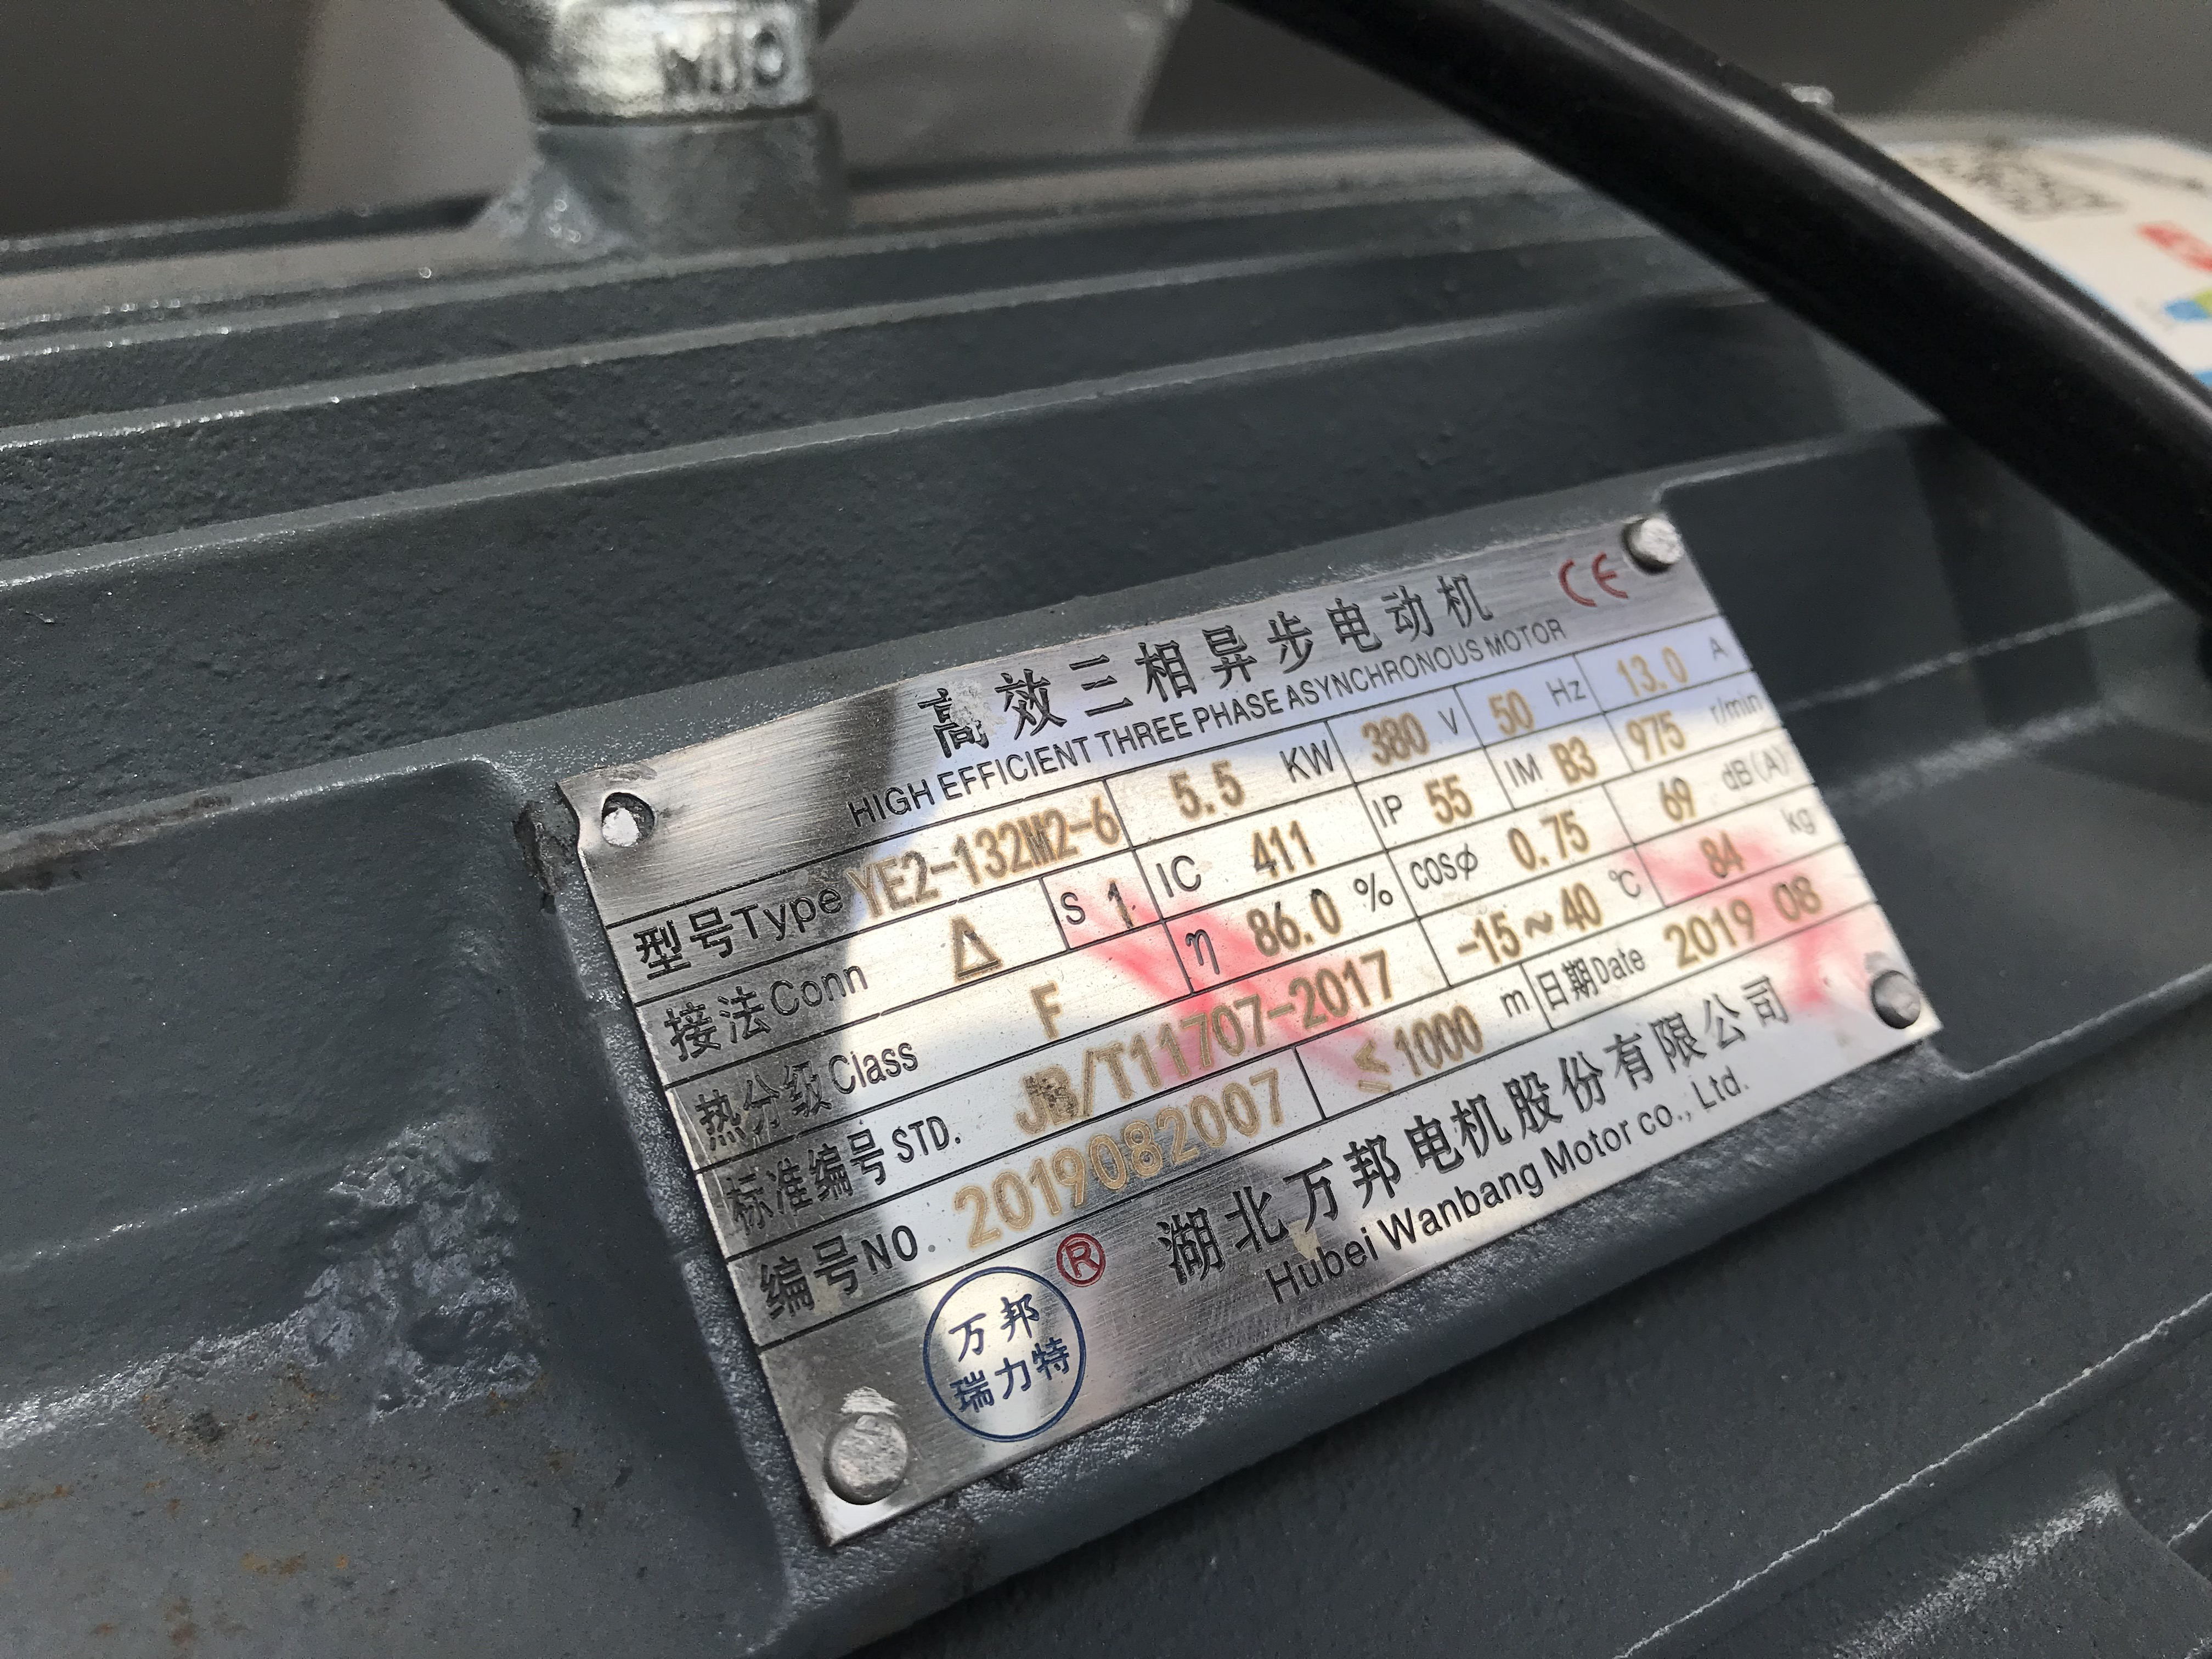 M10
高效三相异步电动机 CE
HIGH EFFICIENT THREE PHASE ASYNCHRONOUS MOTOR
型号Type YE2-132M2-6 5.5 KW 380 V 50 Hz 13.0 A
接法Conn Δ S 1 IC 411 IP 55 IM B3 975 r/min
热分级Class F η 86.0 % cosφ 0.75 69 dB(A)
标准编号STD. JB/T11707-2017 -15~40 ℃ 84 kg
编号NO. 2019082007 ≤1000 m 日期Date 2019 08
万邦
瑞力特
®
湖北万邦电机股份有限公司
Hubei Wanbang Motor co., Ltd.